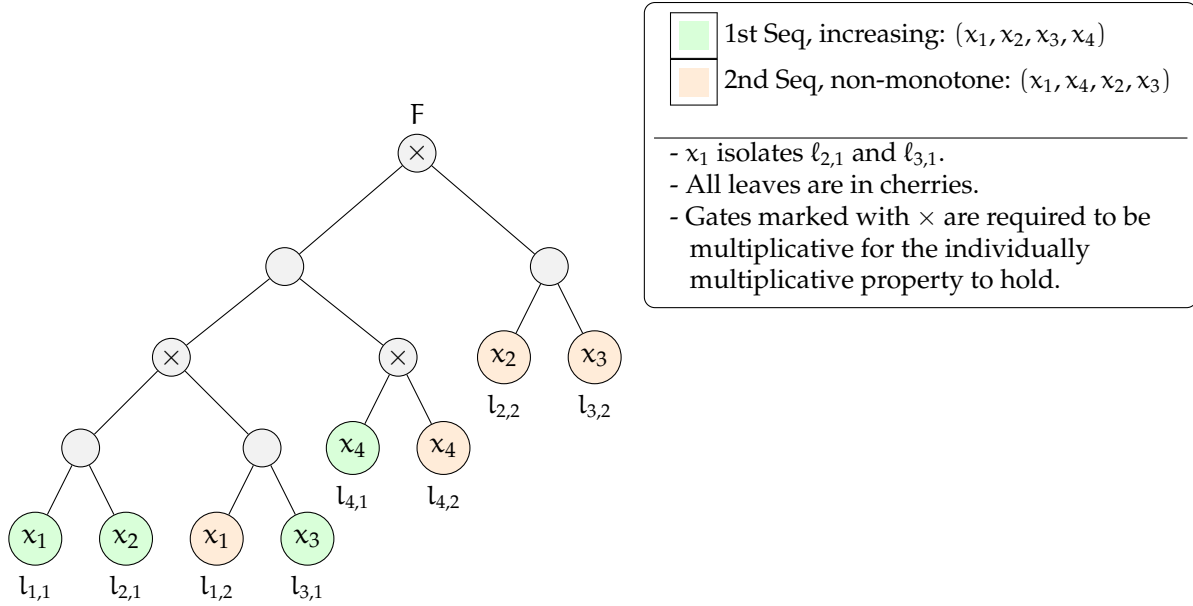 1st Seq, increasing: (x₁, x₂, x₃, x₄)
2nd Seq, non-monotone: (x₁, x₄, x₂, x₃)
- x₁ isolates ℓ₂,₁ and ℓ₃,₁.
- All leaves are in cherries.
- Gates marked with × are required to be
multiplicative for the individually
multiplicative property to hold.
F
×
× × x₂ x₃
l₂,₂ l₃,₂
x₄ x₄
l₄,₁ l₄,₂
x₁ x₂ x₁ x₃
l₁,₁ l₂,₁ l₁,₂ l₃,₁